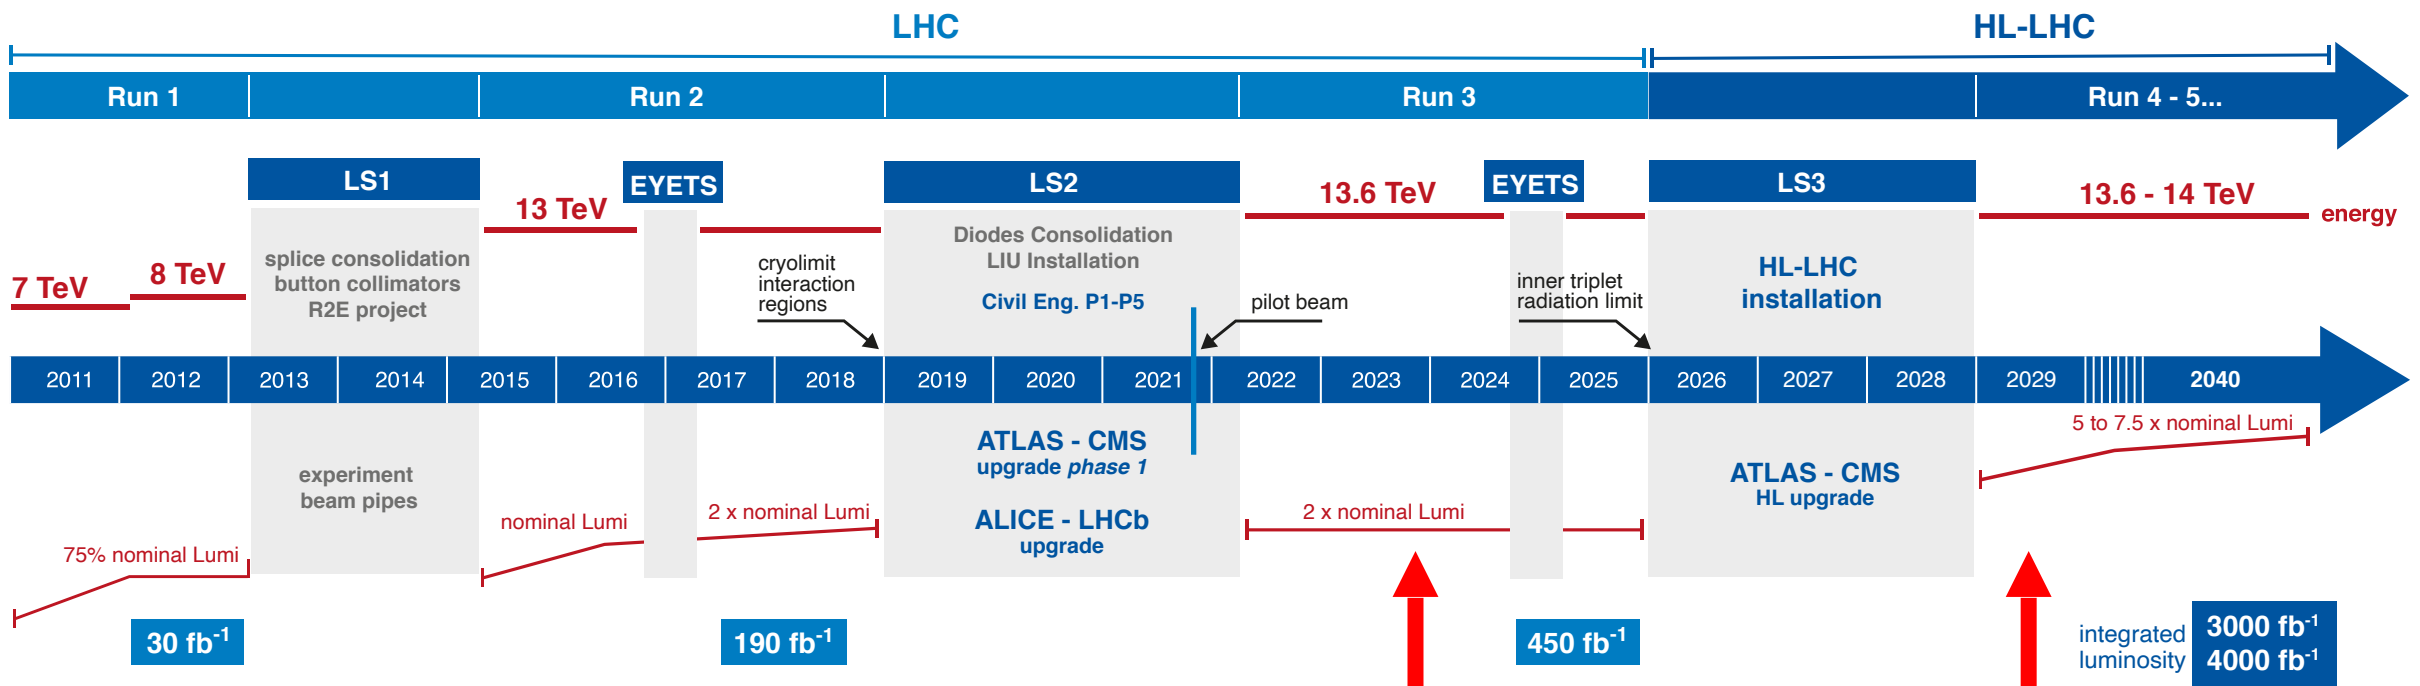 LHC
HL-LHC
Run 1
Run 2
Run 3
Run 4 - 5...
LS1
EYETS
LS2
EYETS
LS3
13 TeV
13.6 TeV
13.6 - 14 TeV
energy
7 TeV
8 TeV
splice consolidation
button collimators
R2E project
cryolimit
interaction
regions
Diodes Consolidation
LIU Installation
Civil Eng. P1-P5
pilot beam
inner triplet
radiation limit
HL-LHC
installation
2011 2012 2013 2014 2015 2016 2017 2018 2019 2020 2021 2022 2023 2024 2025 2026 2027 2028 2029 2040
5 to 7.5 x nominal Lumi
experiment
beam pipes
ATLAS - CMS
upgrade phase 1
ALICE - LHCb
upgrade
ATLAS - CMS
HL upgrade
75% nominal Lumi
nominal Lumi
2 x nominal Lumi
2 x nominal Lumi
30 fb-1
190 fb-1
450 fb-1
integrated
luminosity
3000 fb-1
4000 fb-1